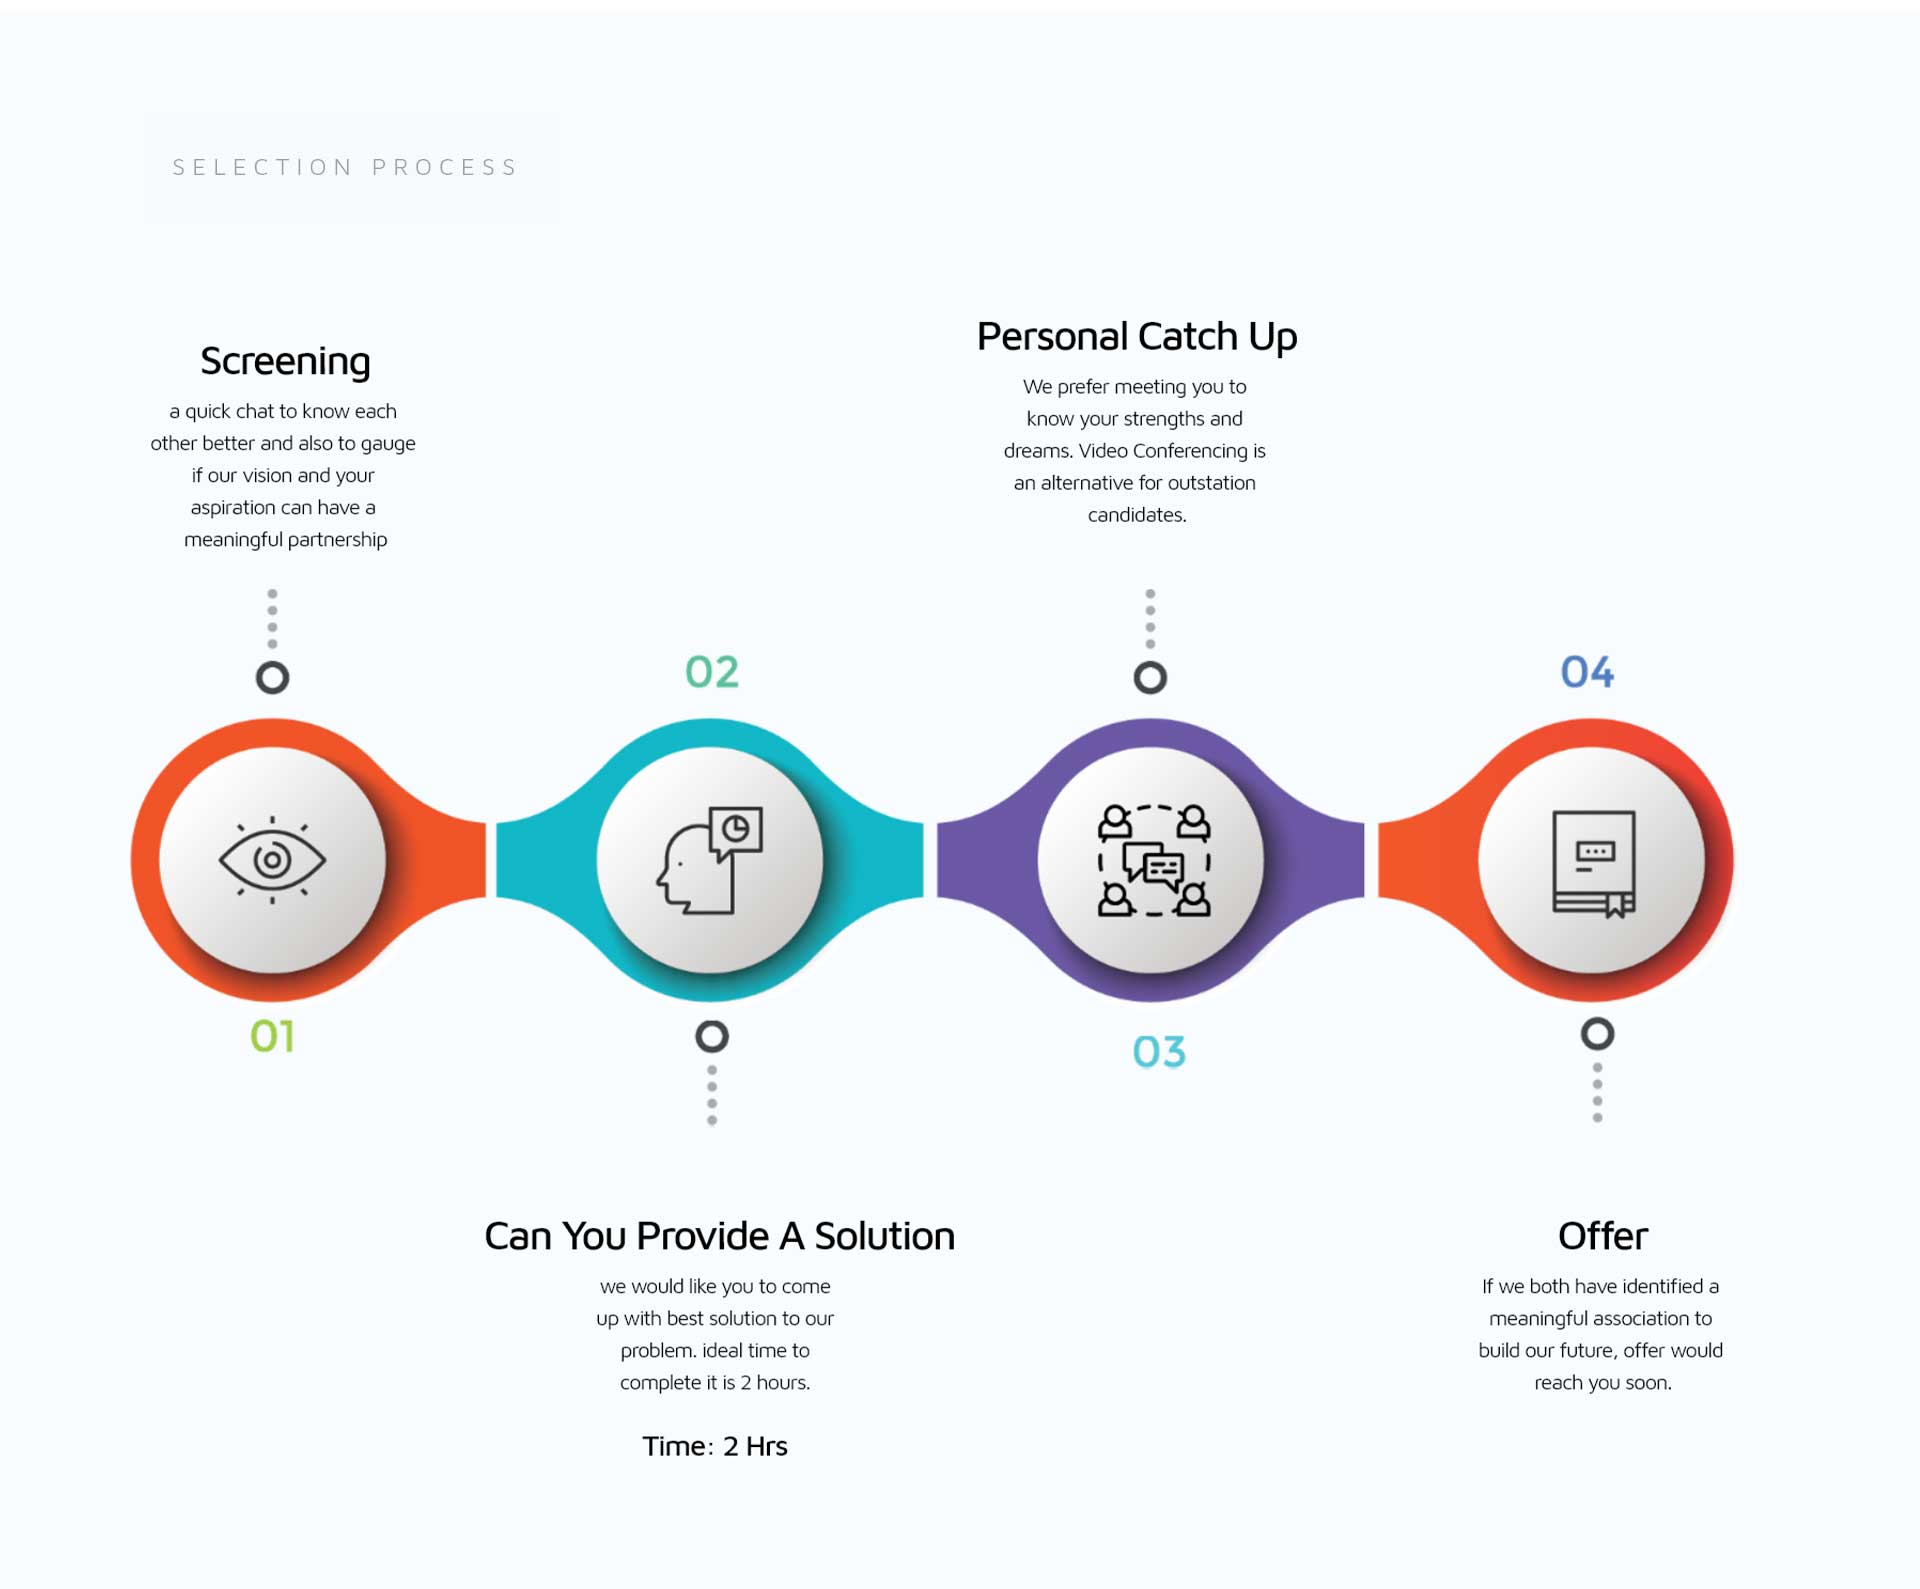 SELECTION PROCESS
Screening
a quick chat to know each
other better and also to gauge
if our vision and your
aspiration can have a
meaningful partnership
01
02
Can You Provide A Solution
we would like you to come
up with best solution to our
problem. ideal time to
complete it is 2 hours.
Time: 2 Hrs
Personal Catch Up
We prefer meeting you to
know your strengths and
dreams. Video Conferencing is
an alternative for outstation
candidates.
03
04
Offer
If we both have identified a
meaningful association to
build our future, offer would
reach you soon.